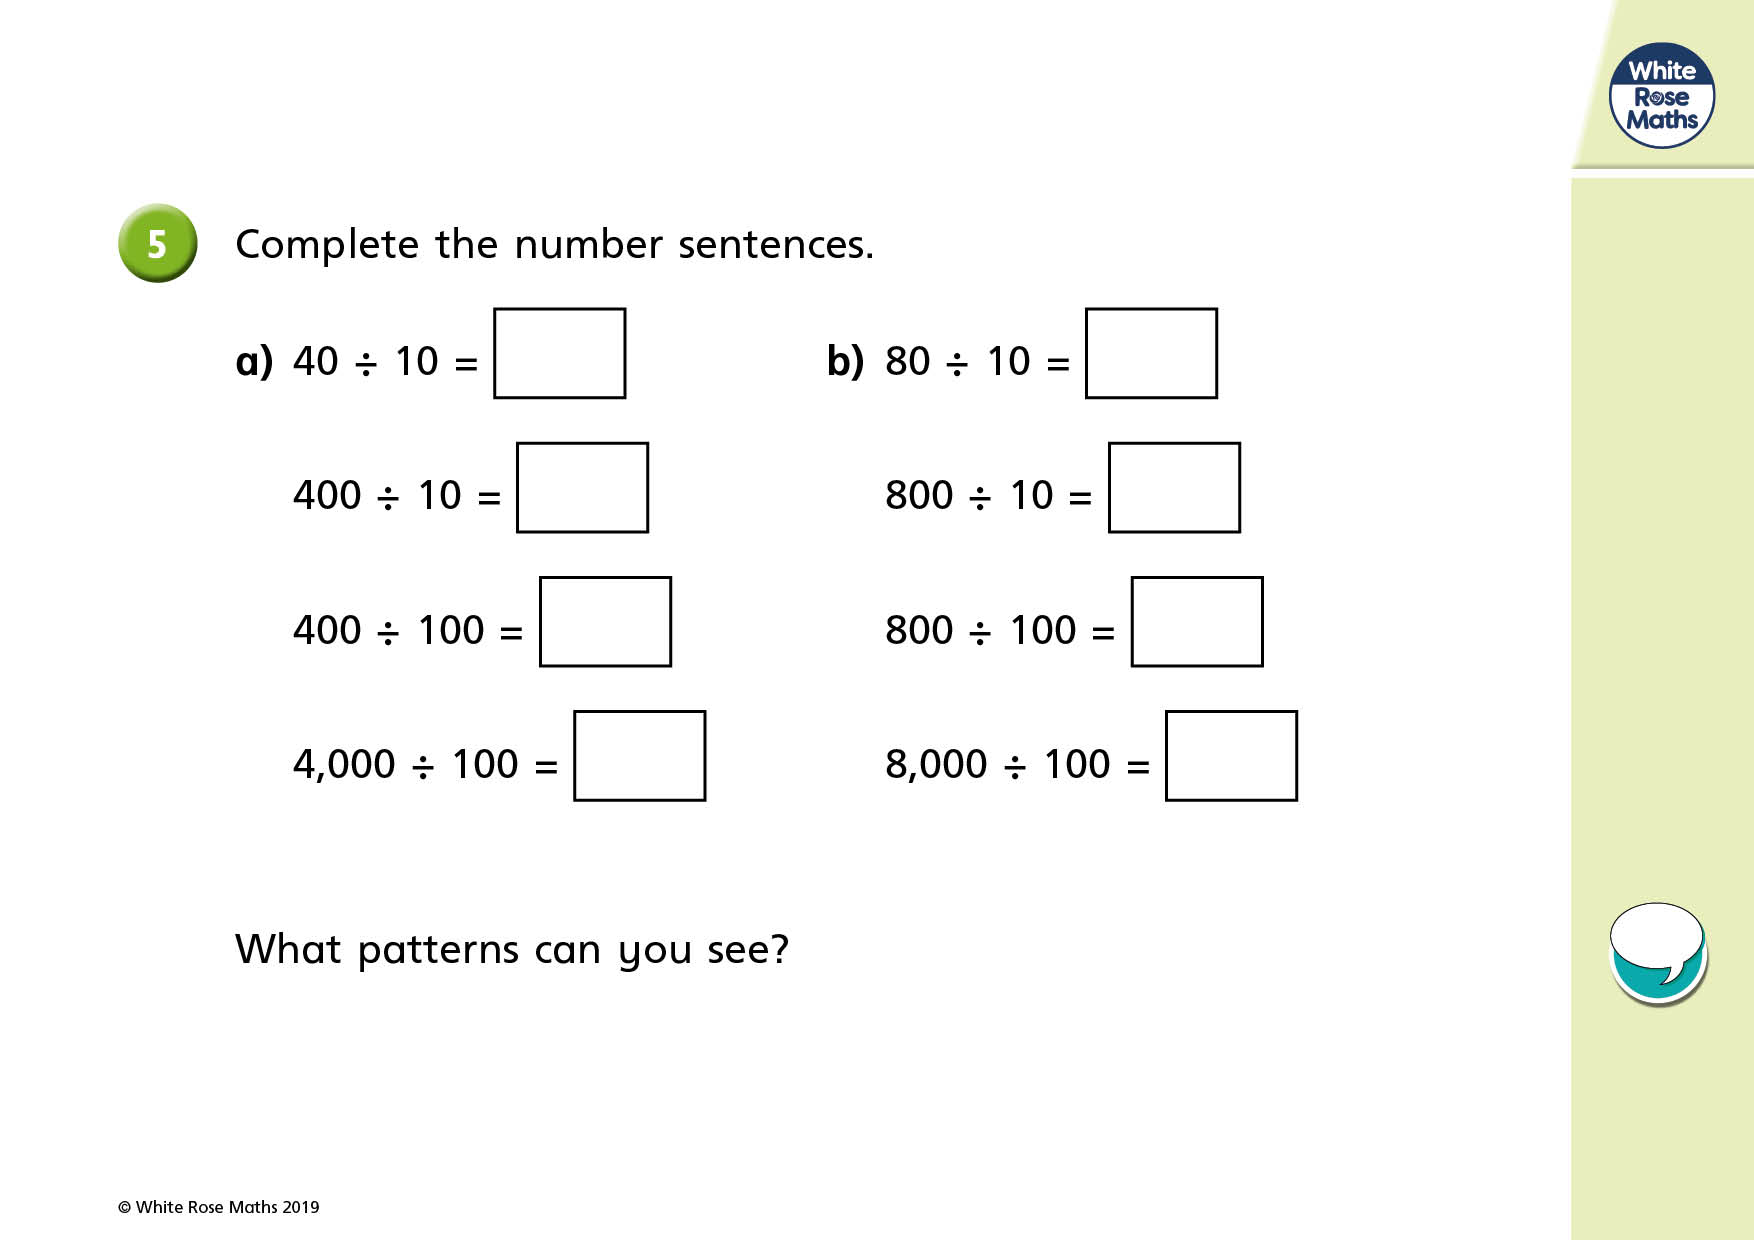 White
Rose
Maths
5 Complete the number sentences.
a) 40 ÷ 10 =
b) 80 ÷ 10 =
400 ÷ 10 =
800 ÷ 10 =
400 ÷ 100 =
800 ÷ 100 =
4,000 ÷ 100 =
8,000 ÷ 100 =
What patterns can you see?
© White Rose Maths 2019